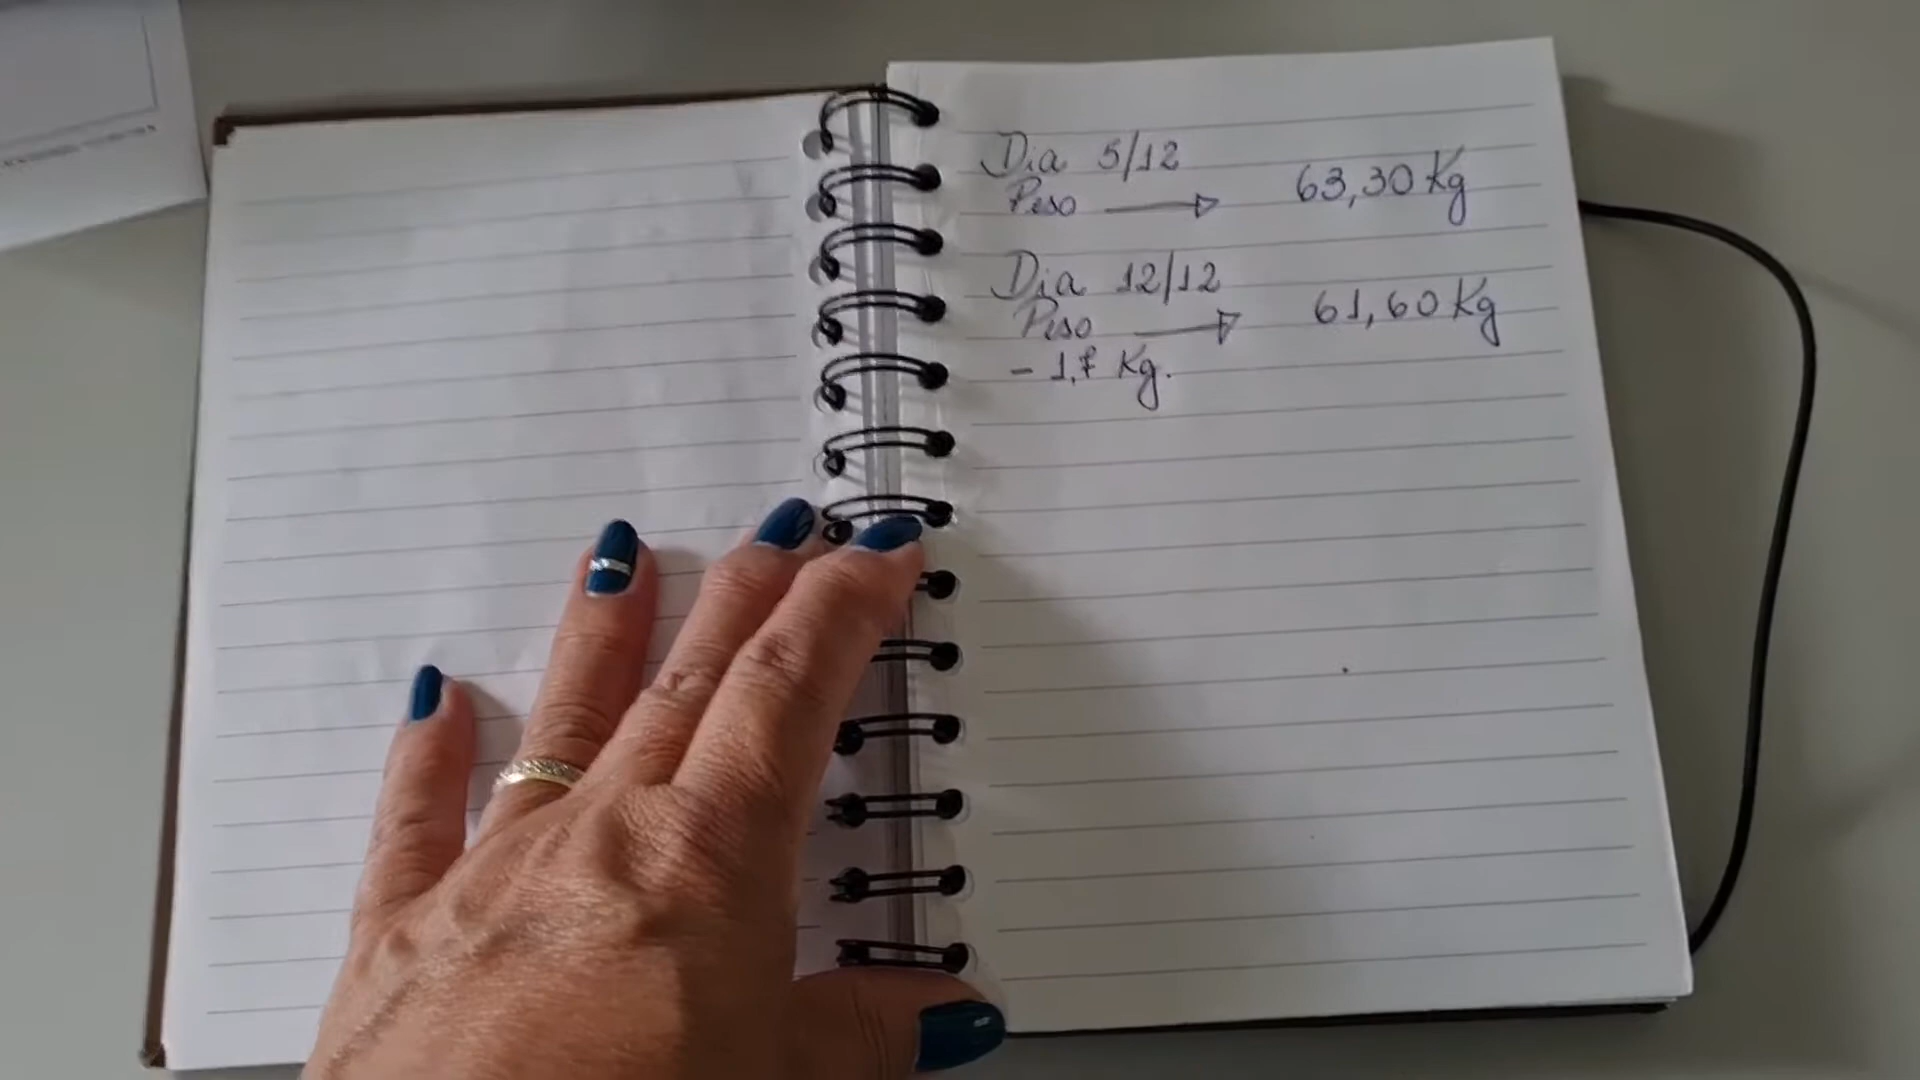 Dia 5/12
Peso → 63,30 Kg
Dia 12/12
Peso → 61,60 Kg
- 1,7 Kg.